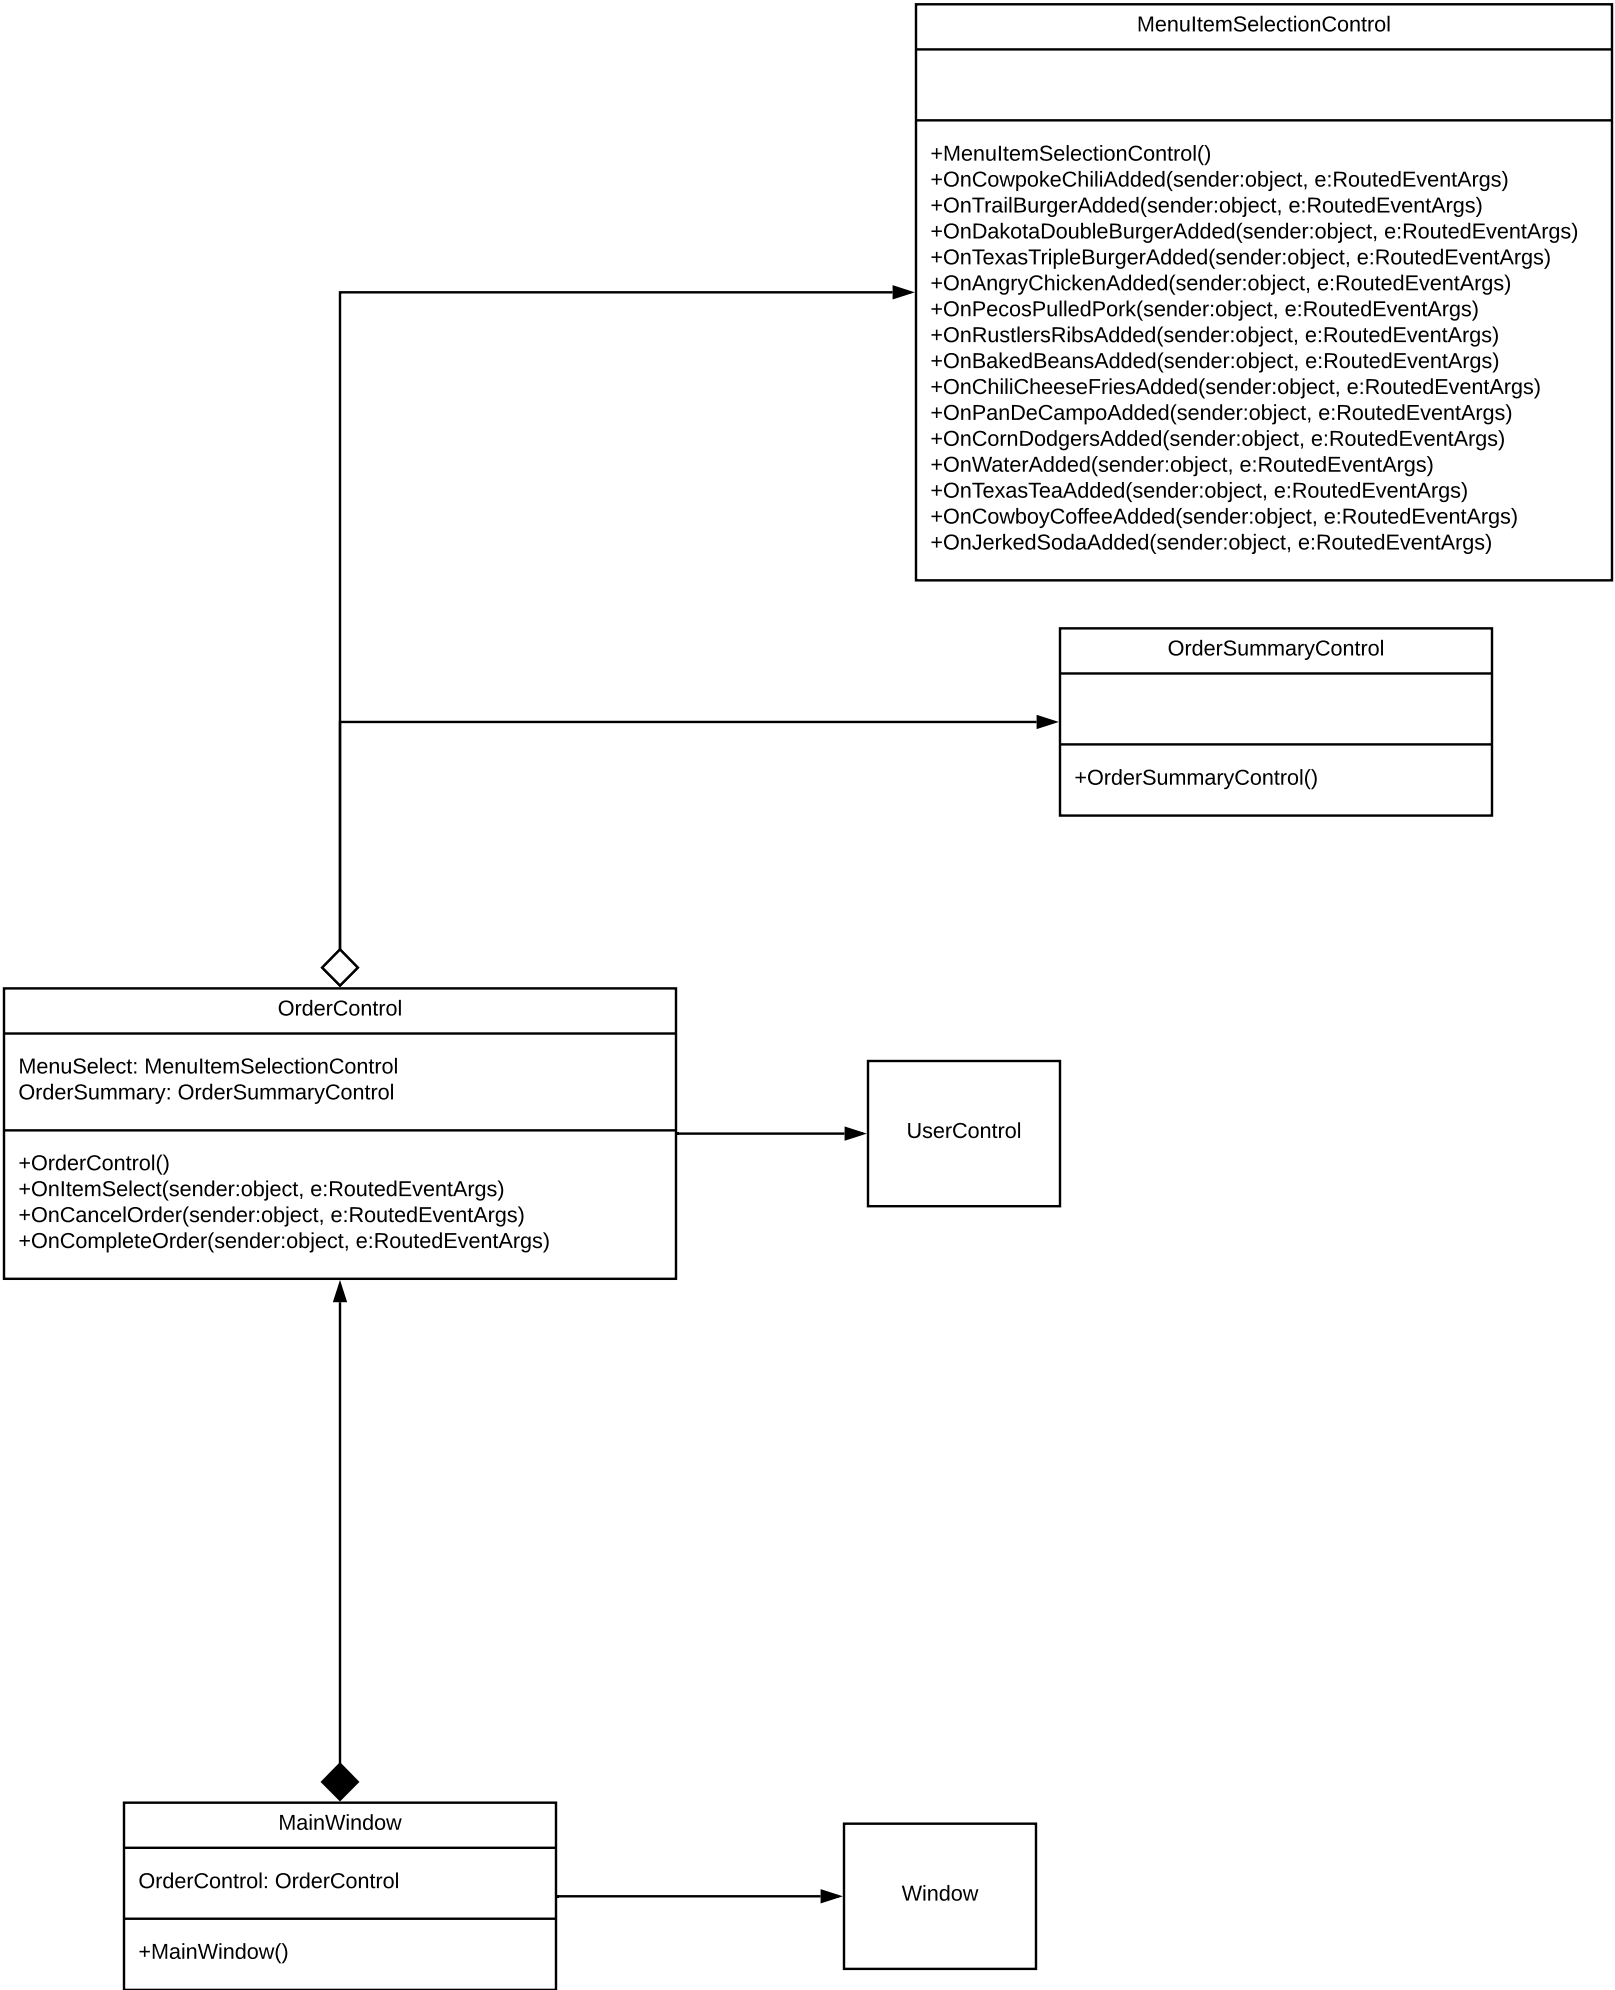 MenuItemSelectionControl
+MenuItemSelectionControl()
+OnCowpokeChiliAdded(sender:object, e:RoutedEventArgs)
+OnTrailBurgerAdded(sender:object, e:RoutedEventArgs)
+OnDakotaDoubleBurgerAdded(sender:object, e:RoutedEventArgs)
+OnTexasTripleBurgerAdded(sender:object, e:RoutedEventArgs)
+OnAngryChickenAdded(sender:object, e:RoutedEventArgs)
+OnPecosPulledPork(sender:object, e:RoutedEventArgs)
+OnRustlersRibsAdded(sender:object, e:RoutedEventArgs)
+OnBakedBeansAdded(sender:object, e:RoutedEventArgs)
+OnChiliCheeseFriesAdded(sender:object, e:RoutedEventArgs)
+OnPanDeCampoAdded(sender:object, e:RoutedEventArgs)
+OnCornDodgersAdded(sender:object, e:RoutedEventArgs)
+OnWaterAdded(sender:object, e:RoutedEventArgs)
+OnTexasTeaAdded(sender:object, e:RoutedEventArgs)
+OnCowboyCoffeeAdded(sender:object, e:RoutedEventArgs)
+OnJerkedSodaAdded(sender:object, e:RoutedEventArgs)
OrderSummaryControl
+OrderSummaryControl()
OrderControl
MenuSelect: MenuItemSelectionControl
OrderSummary: OrderSummaryControl
+OrderControl()
+OnItemSelect(sender:object, e:RoutedEventArgs)
+OnCancelOrder(sender:object, e:RoutedEventArgs)
+OnCompleteOrder(sender:object, e:RoutedEventArgs)
UserControl
MainWindow
OrderControl: OrderControl
+MainWindow()
Window